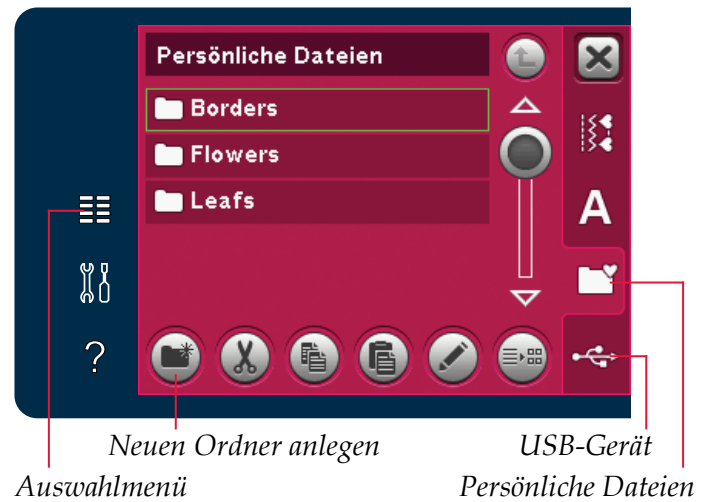 Persönliche Dateien
Borders
Flowers
Leafs
A
?
Neuen Ordner anlegen
USB-Gerät
Auswahlmenü
Persönliche Dateien